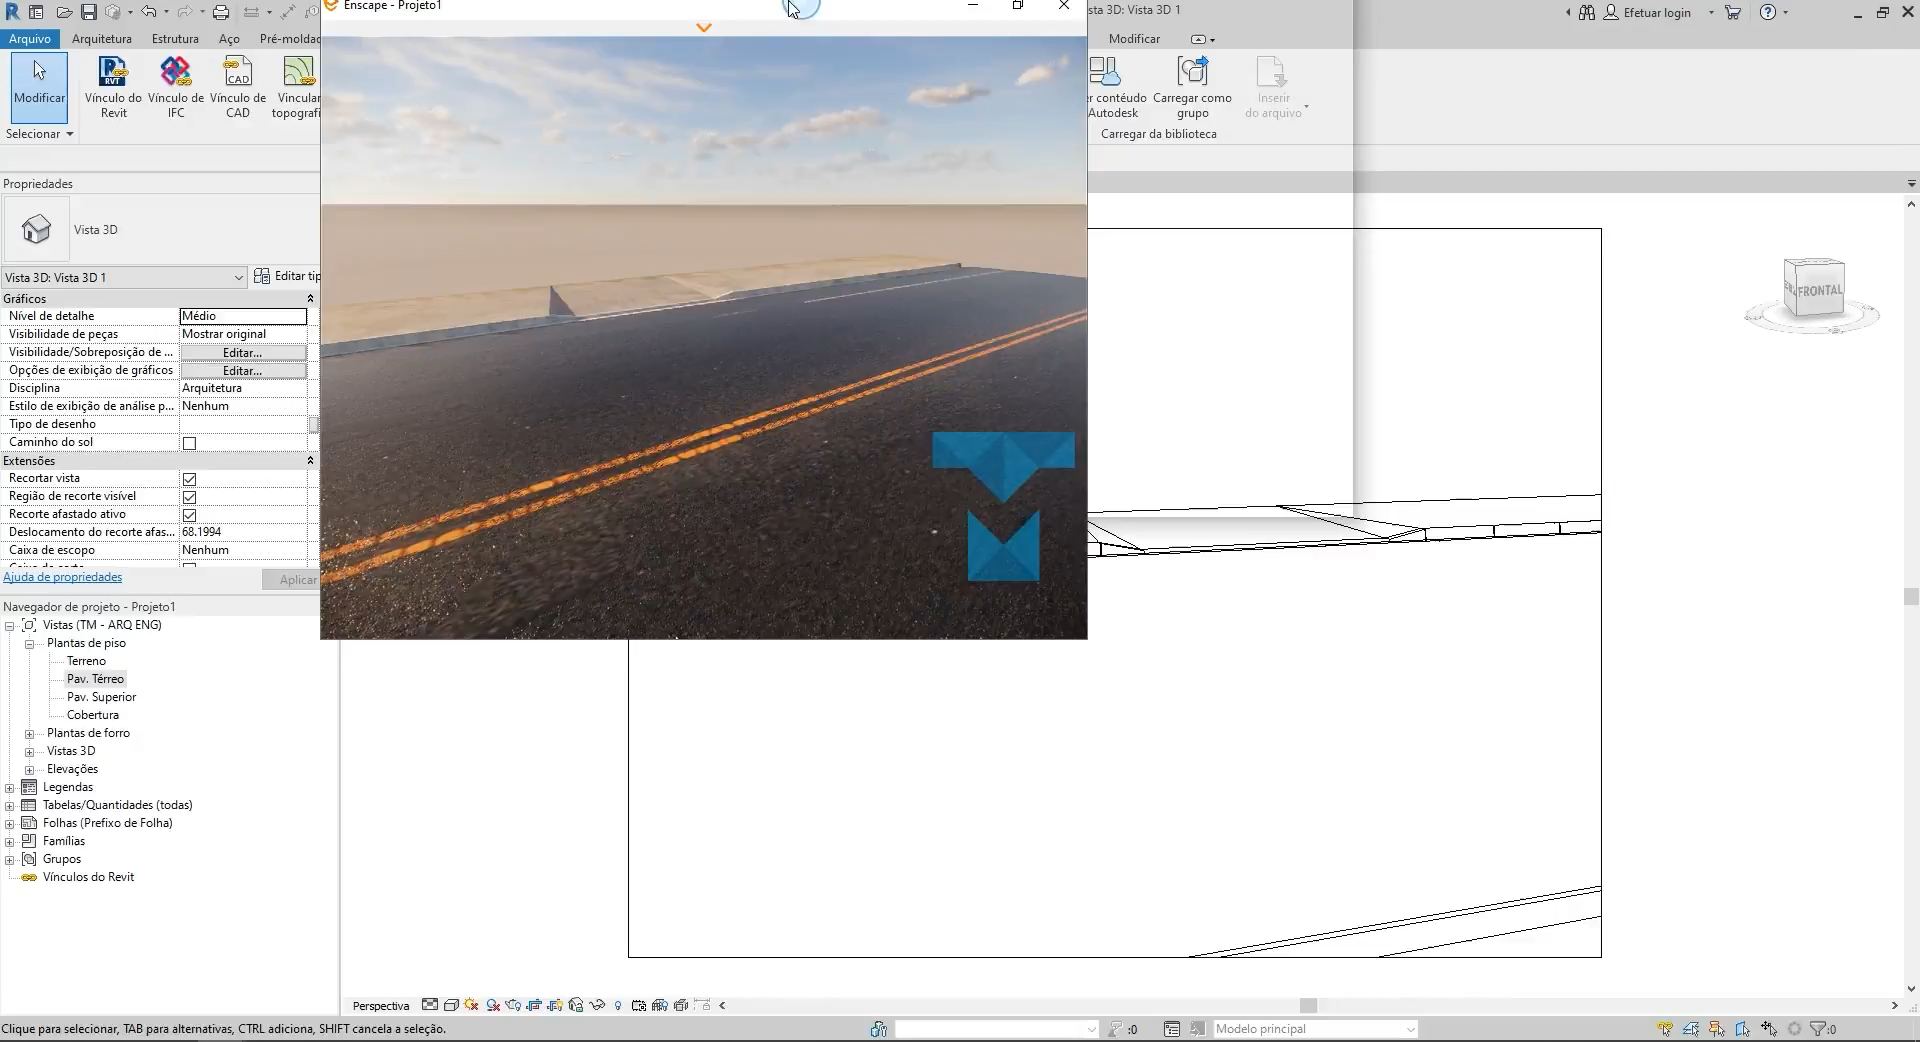 Enscape - Projeto1
sta 3D: Vista 3D 1
Efetuar login
Arquivo
Arquitetura
Estrutura
Aço
Pré-moldad
Modificar
Modificar
Vínculo do Revit
Vínculo de IFC
Vínculo de CAD
Vincular topografi
RVT
IFC
CAD
Selecionar
r contéudo Autodesk
Carregar como grupo
Inserir do arquivo
Carregar da biblioteca
Propriedades
Vista 3D
Vista 3D: Vista 3D 1
Editar tip
Gráficos
Nível de detalhe Médio
Visibilidade de peças Mostrar original
Visibilidade/Sobreposição de ... Editar...
Opções de exibição de gráficos Editar...
Disciplina Arquitetura
Estilo de exibição de análise p... Nenhum
Tipo de desenho
Caminho do sol
Extensões
Recortar vista
Região de recorte visível
Recorte afastado ativo
Deslocamento do recorte afas... 68.1994
Caixa de escopo Nenhum
Ajuda de propriedades
Aplicar
Navegador de projeto - Projeto1
Vistas (TM - ARQ ENG)
Plantas de piso
Terreno
Pav. Térreo
Pav. Superior
Cobertura
Plantas de forro
Vistas 3D
Elevações
Legendas
Tabelas/Quantidades (todas)
Folhas (Prefixo de Folha)
Famílias
Grupos
Vínculos do Revit
FRONTAL
Perspectiva
Clique para selecionar, TAB para alternativas, CTRL adiciona, SHIFT cancela a seleção.
:0
Modelo principal
:0